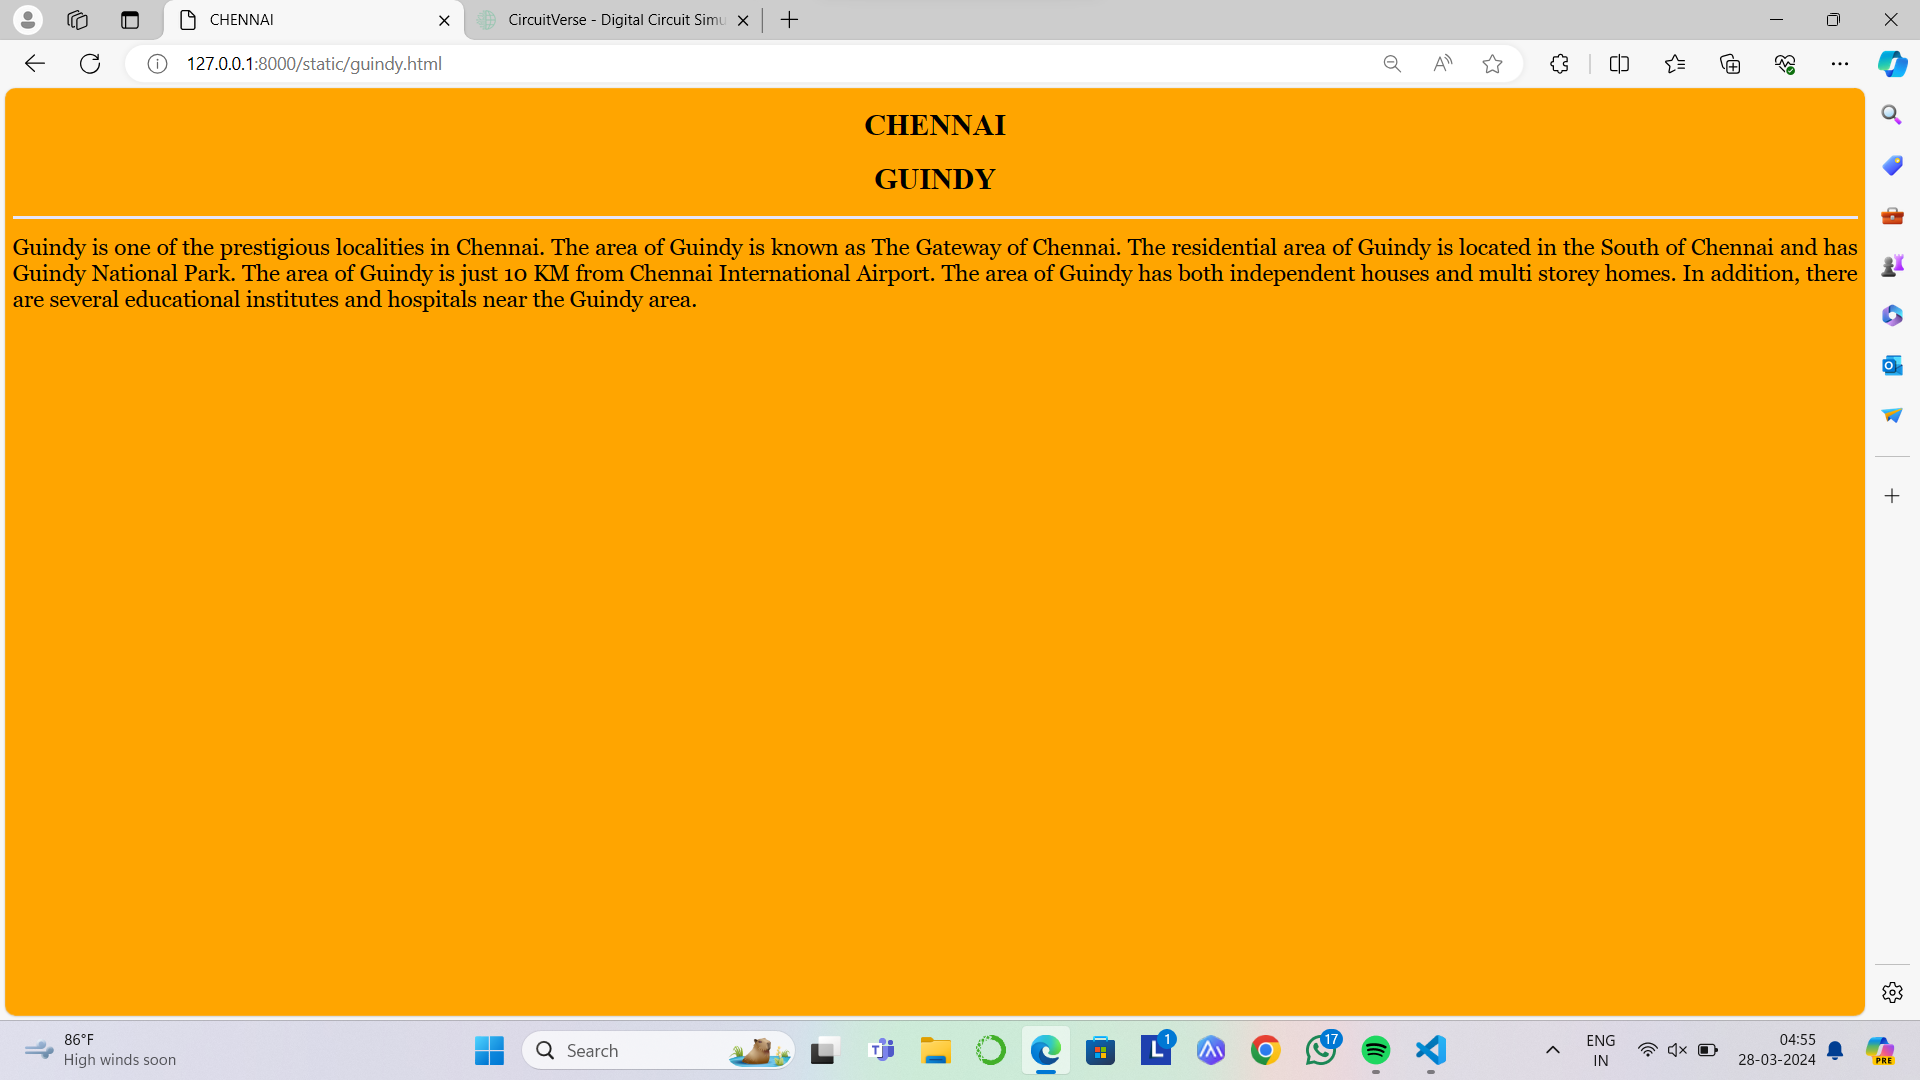 CHENNAI
CircuitVerse - Digital Circuit Simu
127.0.0.1:8000/static/guindy.html
CHENNAI
GUINDY
Guindy is one of the prestigious localities in Chennai. The area of Guindy is known as The Gateway of Chennai. The residential area of Guindy is located in the South of Chennai and has
Guindy National Park. The area of Guindy is just 10 KM from Chennai International Airport. The area of Guindy has both independent houses and multi storey homes. In addition, there
are several educational institutes and hospitals near the Guindy area.
86°F
High winds soon
Search
1
17
ENG
IN
04:55
28-03-2024
PRE